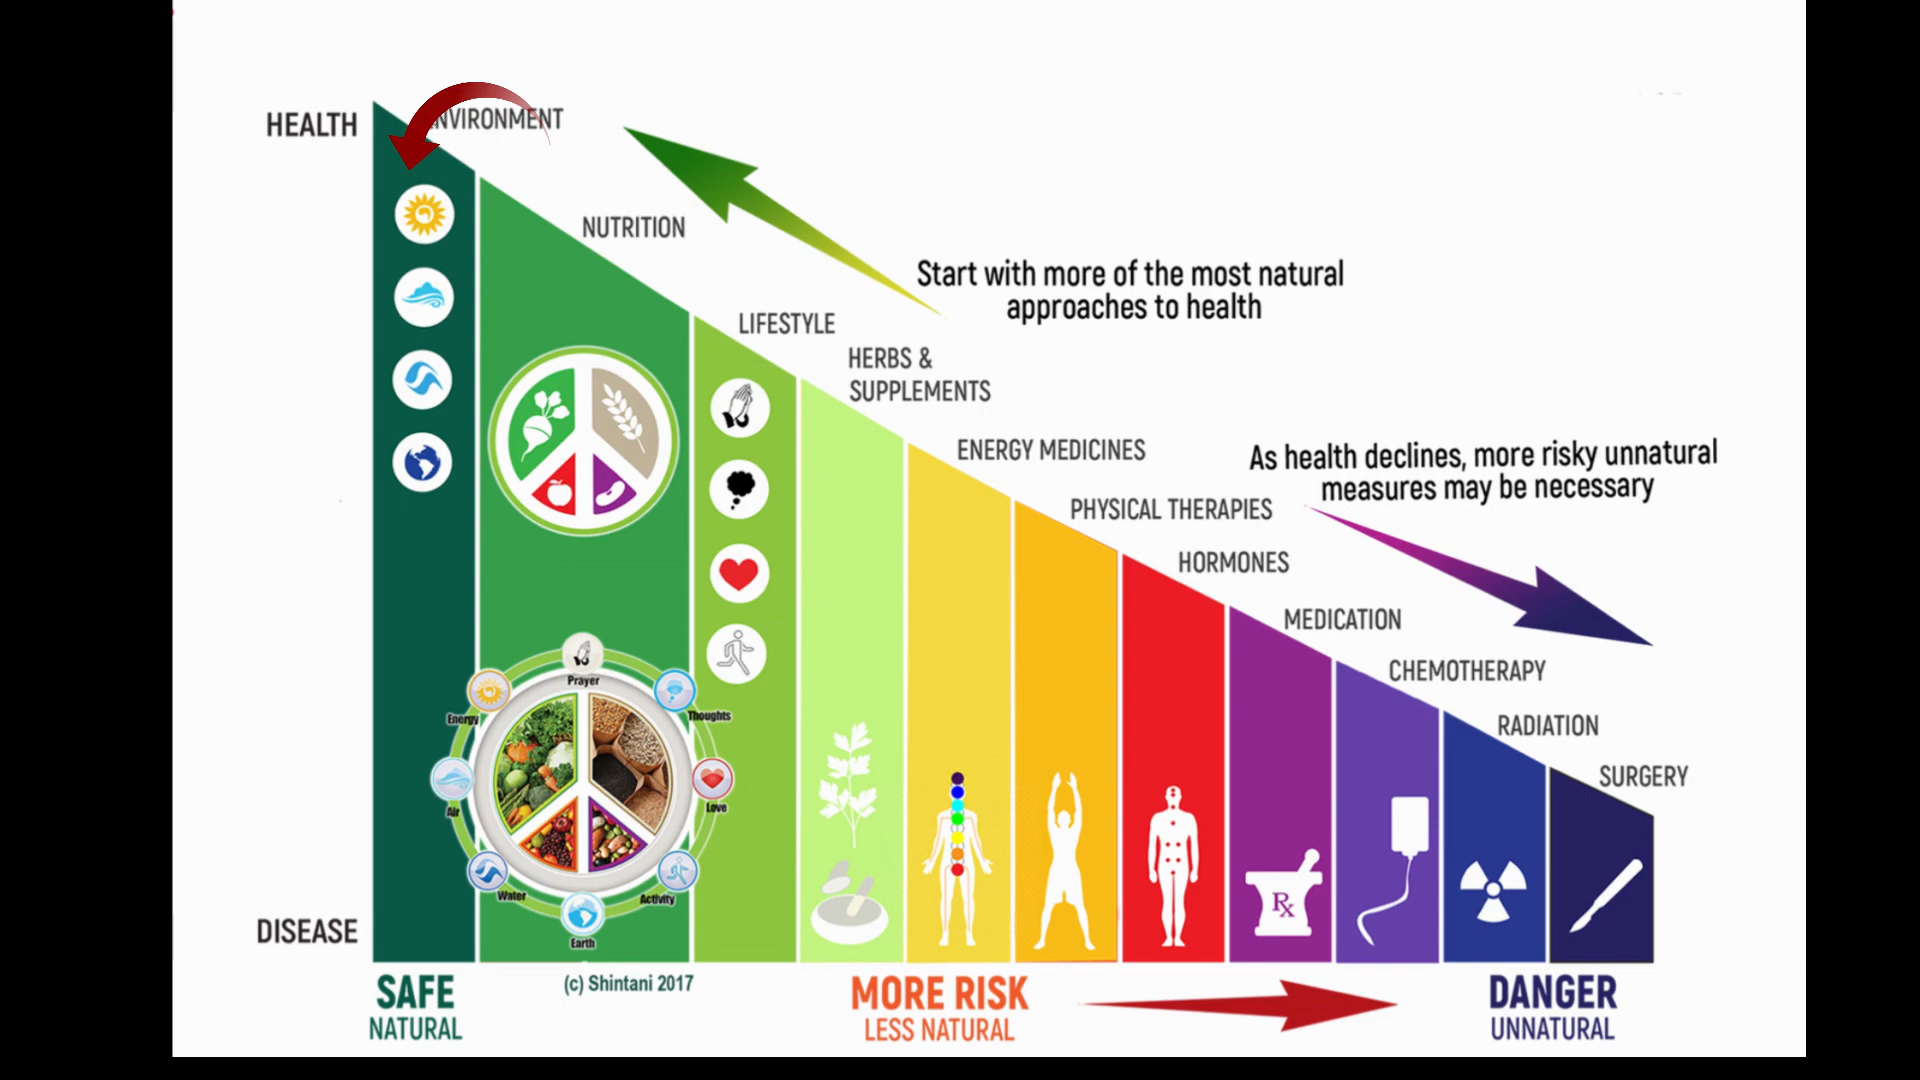 HEALTH
NVIRONMENT
NUTRITION
Start with more of the most natural
approaches to health
LIFESTYLE
HERBS &
SUPPLEMENTS
ENERGY MEDICINES
As health declines, more risky unnatural
measures may be necessary
PHYSICAL THERAPIES
HORMONES
MEDICATION
CHEMOTHERAPY
RADIATION
SURGERY
Prayer
Energy
Thoughts
Air
Love
Water
Activity
Earth
Rx
DISEASE
(c) Shintani 2017
SAFE
NATURAL
MORE RISK
LESS NATURAL
DANGER
UNNATURAL